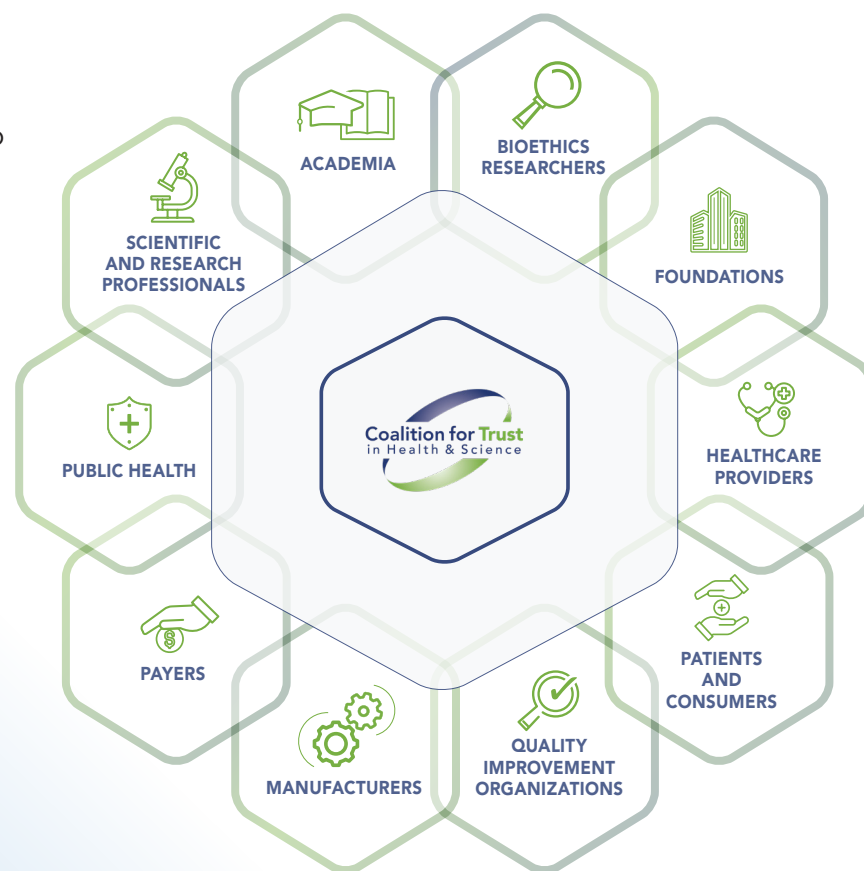 ACADEMIA
BIOETHICS
RESEARCHERS
SCIENTIFIC
AND RESEARCH
PROFESSIONALS
FOUNDATIONS
Coalition for Trust
in Health & Science
PUBLIC HEALTH
HEALTHCARE
PROVIDERS
$
PAYERS
PATIENTS
AND
CONSUMERS
MANUFACTURERS
QUALITY
IMPROVEMENT
ORGANIZATIONS